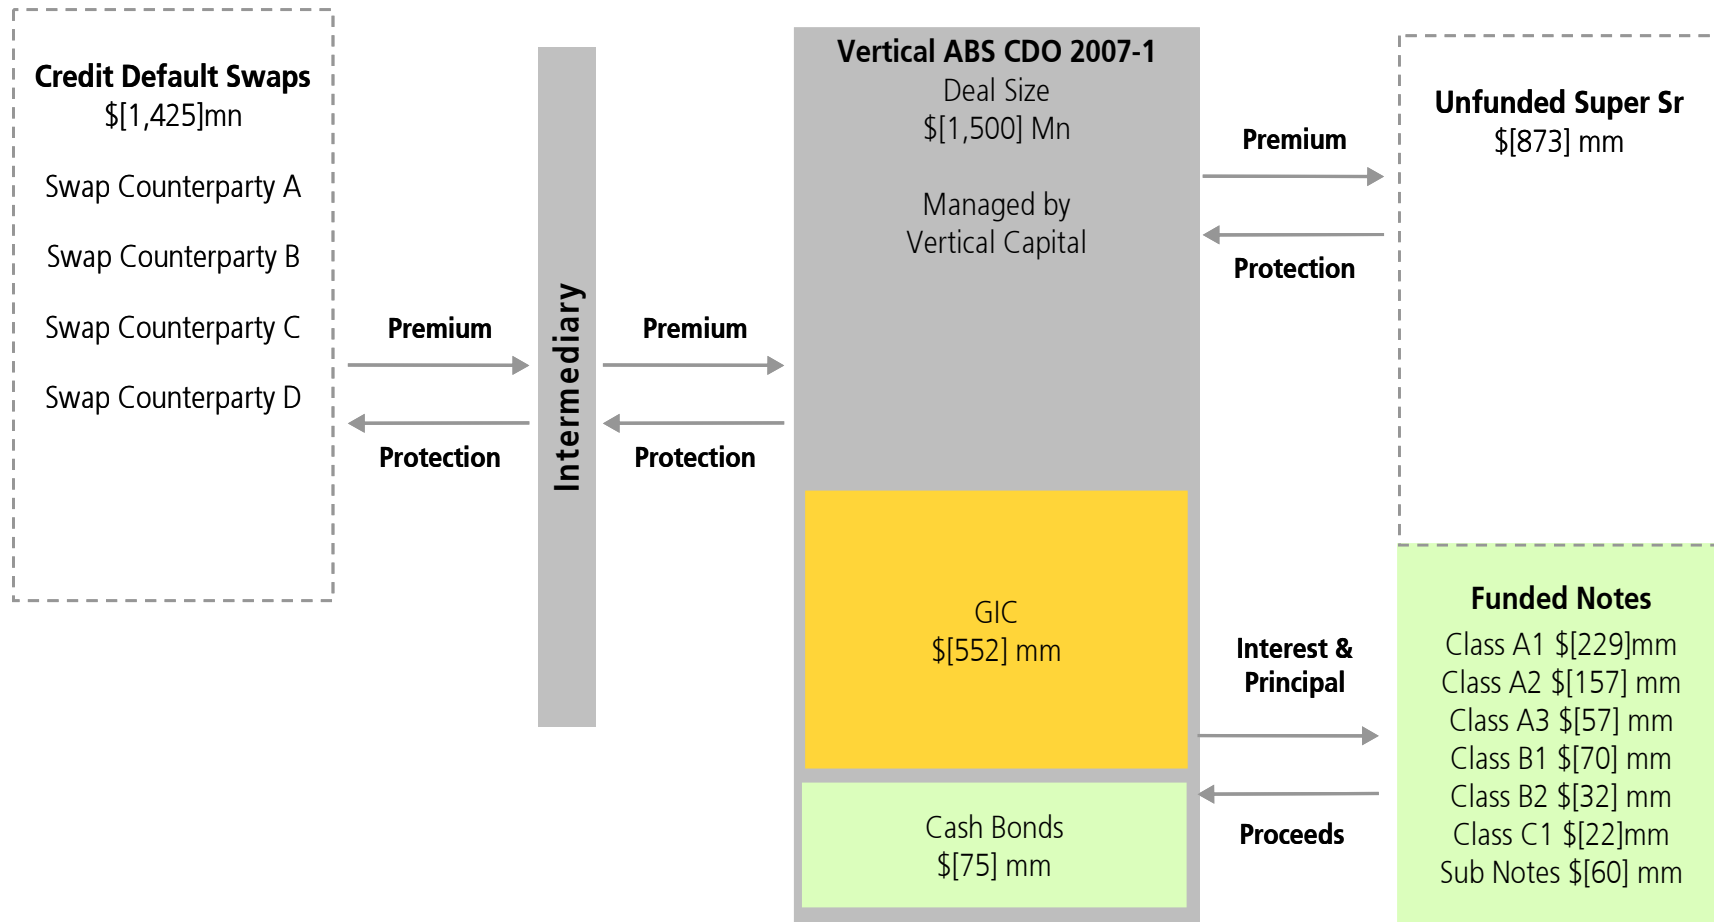 Credit Default Swaps
$[1,425]mn
Swap Counterparty A
Swap Counterparty B
Swap Counterparty C
Swap Counterparty D
Premium
Protection
Intermediary
Premium
Protection
Vertical ABS CDO 2007-1
Deal Size
$[1,500] Mn
Managed by
Vertical Capital
GIC
$[552] mm
Cash Bonds
$[75] mm
Premium
Protection
Interest &
Principal
Proceeds
Unfunded Super Sr
$[873] mm
Funded Notes
Class A1 $[229]mm
Class A2 $[157] mm
Class A3 $[57] mm
Class B1 $[70] mm
Class B2 $[32] mm
Class C1 $[22]mm
Sub Notes $[60] mm